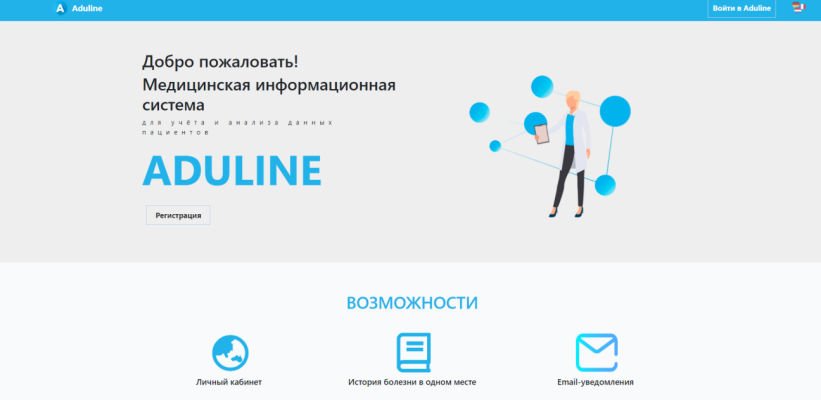 A Aduline
Войти в Aduline
Добро пожаловать!
Медицинская информационная
система
для учёта и анализа данных
пациентов
ADULINE
Регистрация
ВОЗМОЖНОСТИ
Личный кабинет
История болезни в одном месте
Email-уведомления